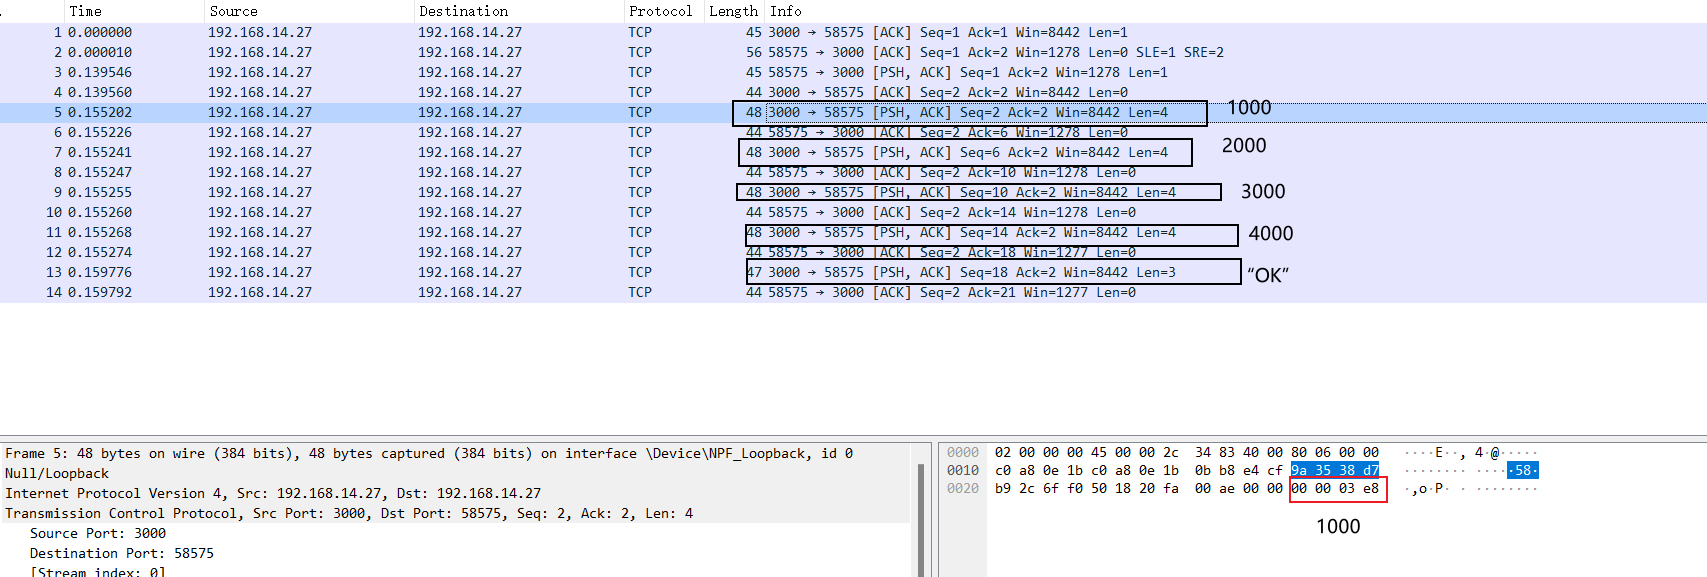 Time Source Destination Protocol Length Info
1 0.000000 192.168.14.27 192.168.14.27 TCP 45 3000 → 58575 [ACK] Seq=1 Ack=1 Win=8442 Len=1
2 0.000010 192.168.14.27 192.168.14.27 TCP 56 58575 → 3000 [ACK] Seq=1 Ack=2 Win=1278 Len=0 SLE=1 SRE=2
3 0.139546 192.168.14.27 192.168.14.27 TCP 45 58575 → 3000 [PSH, ACK] Seq=1 Ack=2 Win=1278 Len=1
4 0.139560 192.168.14.27 192.168.14.27 TCP 44 3000 → 58575 [ACK] Seq=2 Ack=2 Win=8442 Len=0
5 0.155202 192.168.14.27 192.168.14.27 TCP 48 3000 → 58575 [PSH, ACK] Seq=2 Ack=2 Win=8442 Len=4 1000
6 0.155226 192.168.14.27 192.168.14.27 TCP 44 58575 → 3000 [ACK] Seq=2 Ack=6 Win=1278 Len=0
7 0.155241 192.168.14.27 192.168.14.27 TCP 48 3000 → 58575 [PSH, ACK] Seq=6 Ack=2 Win=8442 Len=4 2000
8 0.155247 192.168.14.27 192.168.14.27 TCP 44 58575 → 3000 [ACK] Seq=2 Ack=10 Win=1278 Len=0
9 0.155255 192.168.14.27 192.168.14.27 TCP 48 3000 → 58575 [PSH, ACK] Seq=10 Ack=2 Win=8442 Len=4 3000
10 0.155260 192.168.14.27 192.168.14.27 TCP 44 58575 → 3000 [ACK] Seq=2 Ack=14 Win=1278 Len=0
11 0.155268 192.168.14.27 192.168.14.27 TCP 48 3000 → 58575 [PSH, ACK] Seq=14 Ack=2 Win=8442 Len=4 4000
12 0.155274 192.168.14.27 192.168.14.27 TCP 44 58575 → 3000 [ACK] Seq=2 Ack=18 Win=1277 Len=0
13 0.159776 192.168.14.27 192.168.14.27 TCP 47 3000 → 58575 [PSH, ACK] Seq=18 Ack=2 Win=8442 Len=3 “OK”
14 0.159792 192.168.14.27 192.168.14.27 TCP 44 58575 → 3000 [ACK] Seq=2 Ack=21 Win=1277 Len=0
Frame 5: 48 bytes on wire (384 bits), 48 bytes captured (384 bits) on interface \Device\NPF_Loopback, id 0
Null/Loopback
Internet Protocol Version 4, Src: 192.168.14.27, Dst: 192.168.14.27
Transmission Control Protocol, Src Port: 3000, Dst Port: 58575, Seq: 2, Ack: 2, Len: 4
Source Port: 3000
Destination Port: 58575
[Stream index: 0]
0000 02 00 00 00 45 00 00 2c 34 83 40 00 80 06 00 00 ····E··, 4·@·····
0010 c0 a8 0e 1b c0 a8 0e 1b 0b b8 e4 cf 9a 35 38 d7 ········ ·····58·
0020 b9 2c 6f f0 50 18 20 fa 00 ae 00 00 00 00 03 e8 ·,o·P· · ········
1000